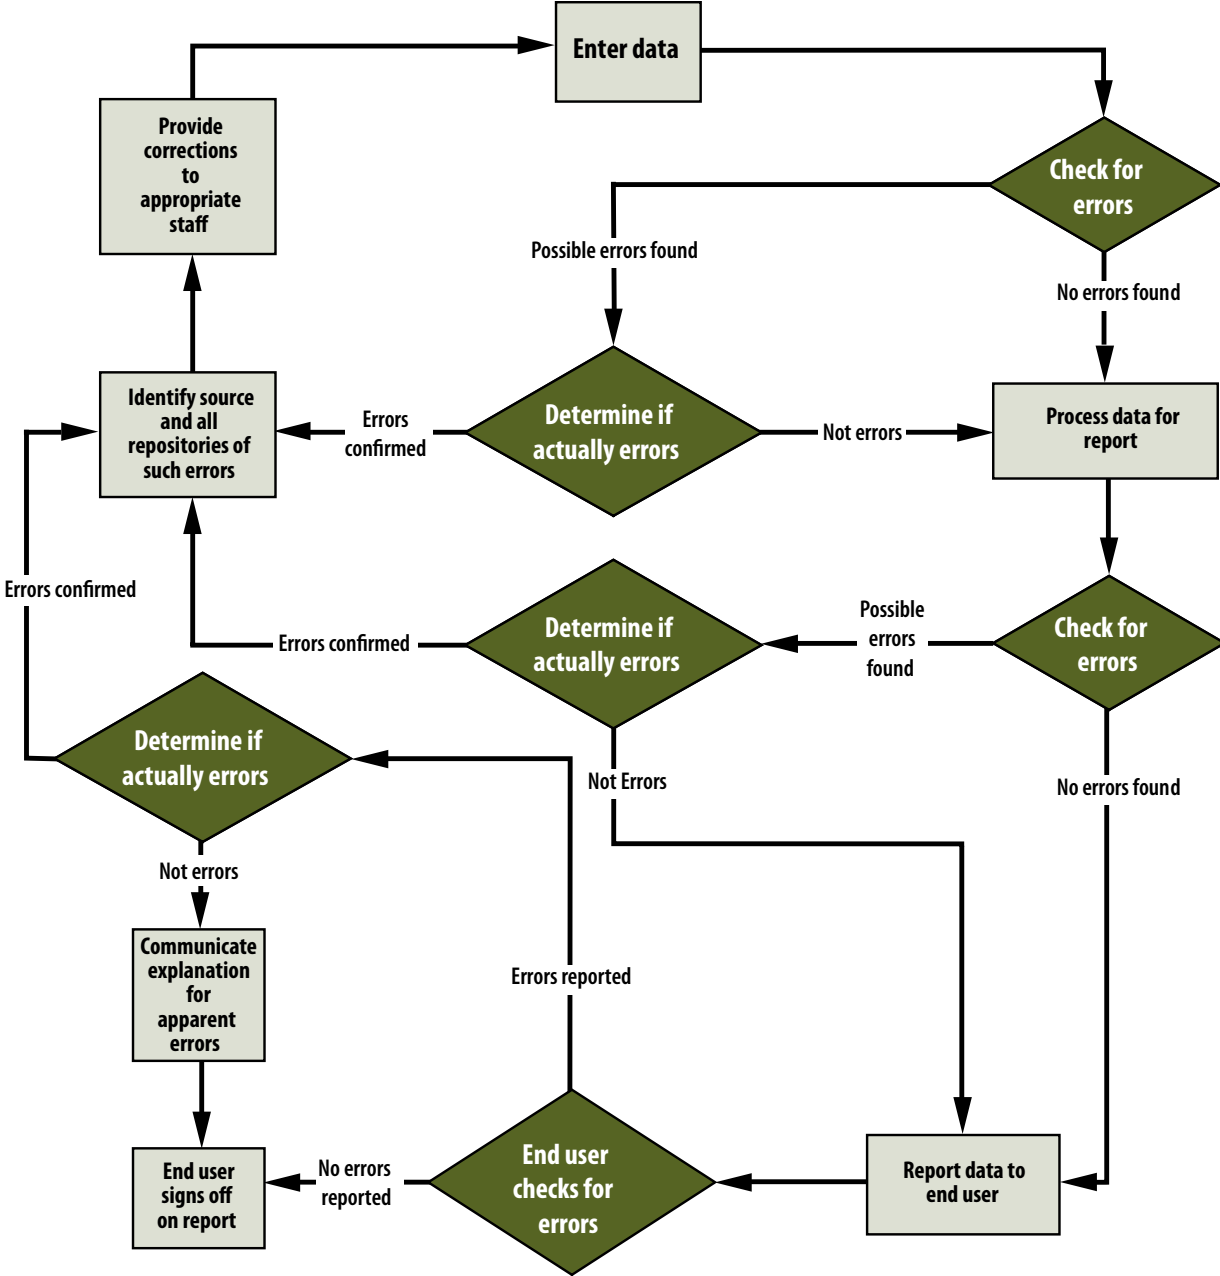 Enter data
Provide
corrections
to
appropriate
staff
Check for
errors
Possible errors found
No errors found
Identify source
and all
repositories of
such errors
Errors
confirmed
Determine if
actually errors
Not errors
Process data for
report
Errors confirmed
Errors confirmed
Determine if
actually errors
Possible
errors
found
Check for
errors
Determine if
actually errors
Not Errors
No errors found
Not errors
Communicate
explanation
for
apparent
errors
Errors reported
End user
signs off
on report
No errors
reported
End user
checks for
errors
Report data to
end user